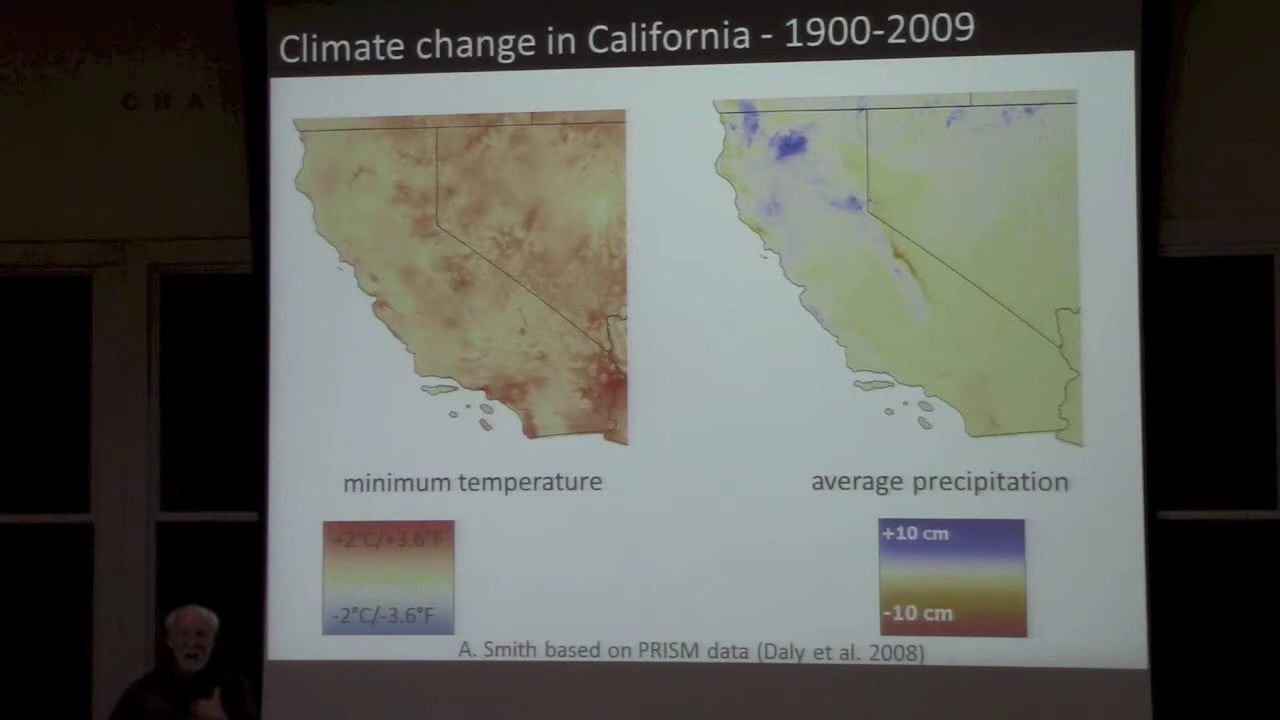 Climate change in California - 1900-2009
CHA
minimum temperature
average precipitation
+2°C/+3.6°F
-2°C/-3.6°F
+10 cm
-10 cm
A. Smith based on PRISM data (Daly et al. 2008)